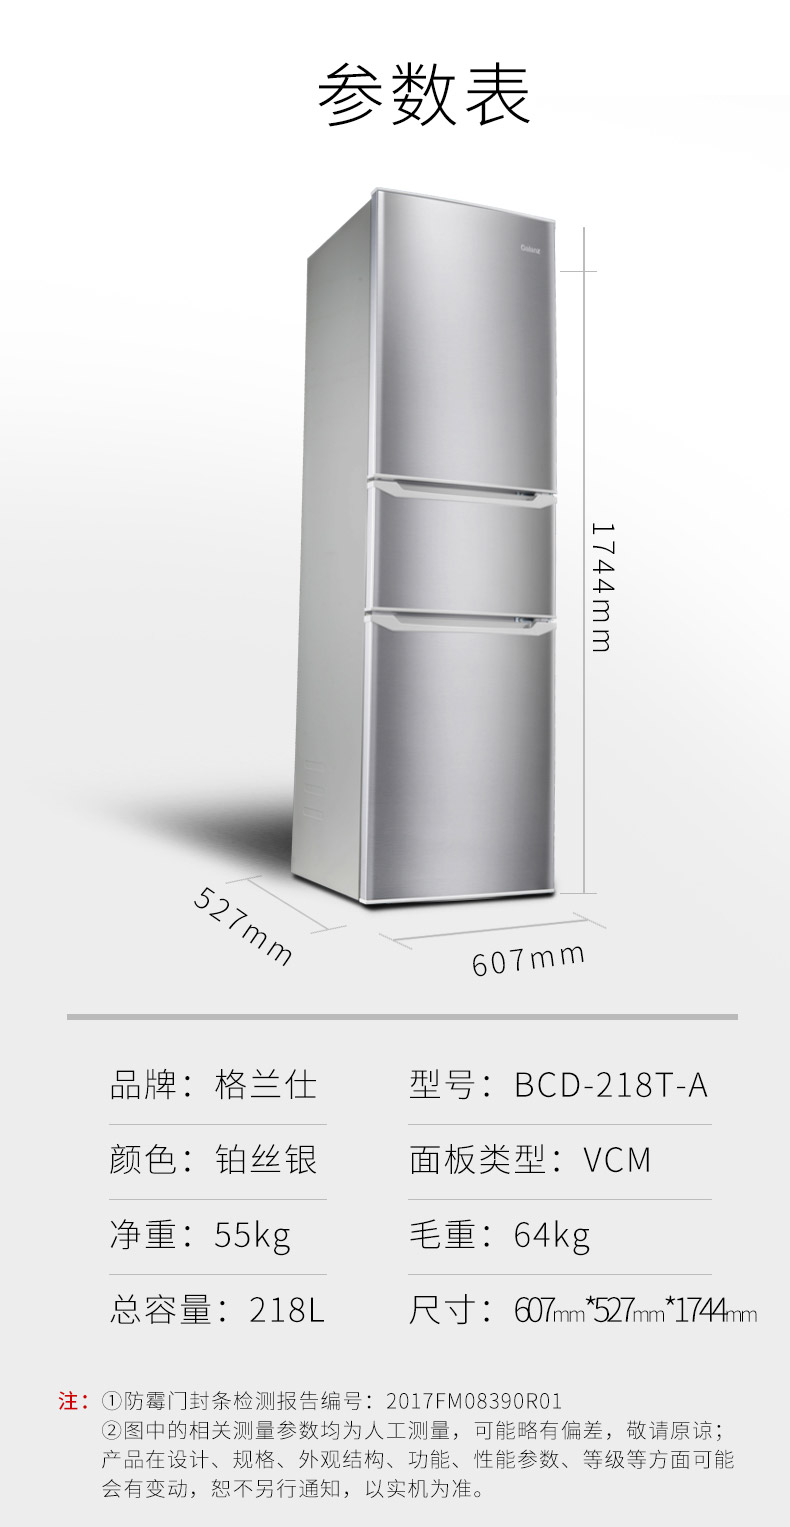 参数表
Galanz
1744mm
527mm
607mm
品牌：格兰仕
型号：BCD-218T-A
颜色：铂丝银
面板类型：VCM
净重：55kg
毛重：64kg
总容量：218L
尺寸：607mm*527mm*1744mm
注：①防霉门封条检测报告编号：2017FM08390R01
②图中的相关测量参数均为人工测量，可能略有偏差，敬请原谅；
产品在设计、规格、外观结构、功能、性能参数、等级等方面可能
会有变动，恕不另行通知，以实机为准。